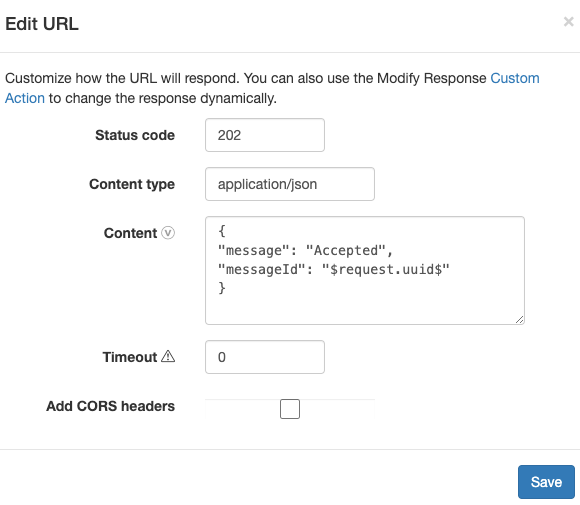 Edit URL
×
Customize how the URL will respond. You can also use the Modify Response Custom
Action to change the response dynamically.
Status code 202
Content type application/json
Content V {
"message": "Accepted",
"messageId": "$request.uuid$"
}
Timeout 0
Add CORS headers
Save